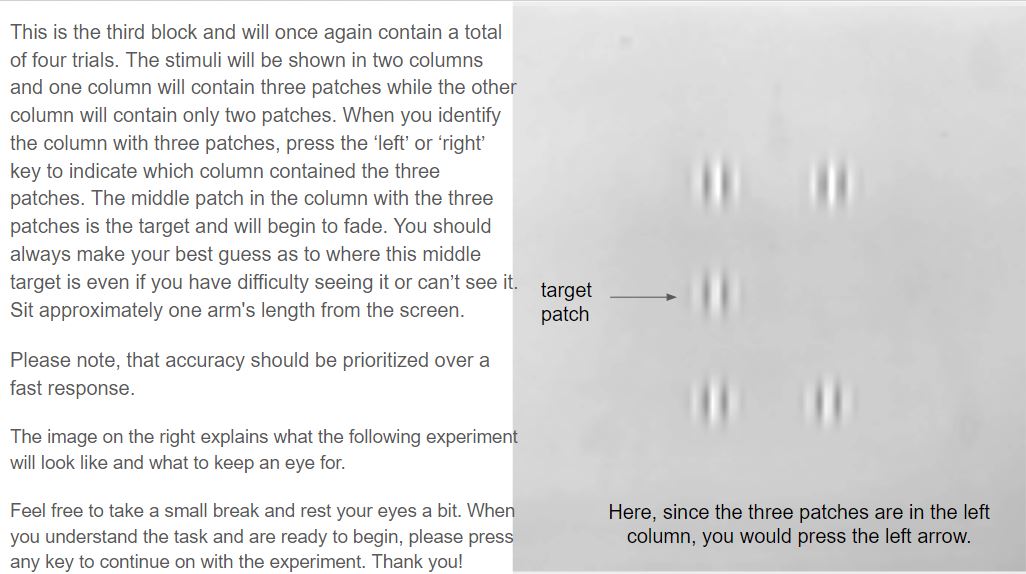 This is the third block and will once again contain a total
of four trials. The stimuli will be shown in two columns
and one column will contain three patches while the other
column will contain only two patches. When you identify
the column with three patches, press the ‘left’ or ‘right’
key to indicate which column contained the three
patches. The middle patch in the column with the three
patches is the target and will begin to fade. You should
always make your best guess as to where this middle
target is even if you have difficulty seeing it or can’t see it.
Sit approximately one arm's length from the screen.
Please note, that accuracy should be prioritized over a
fast response.
The image on the right explains what the following experiment
will look like and what to keep an eye for.
Feel free to take a small break and rest your eyes a bit. When
you understand the task and are ready to begin, please press
any key to continue on with the experiment. Thank you!
target
patch
Here, since the three patches are in the left
column, you would press the left arrow.